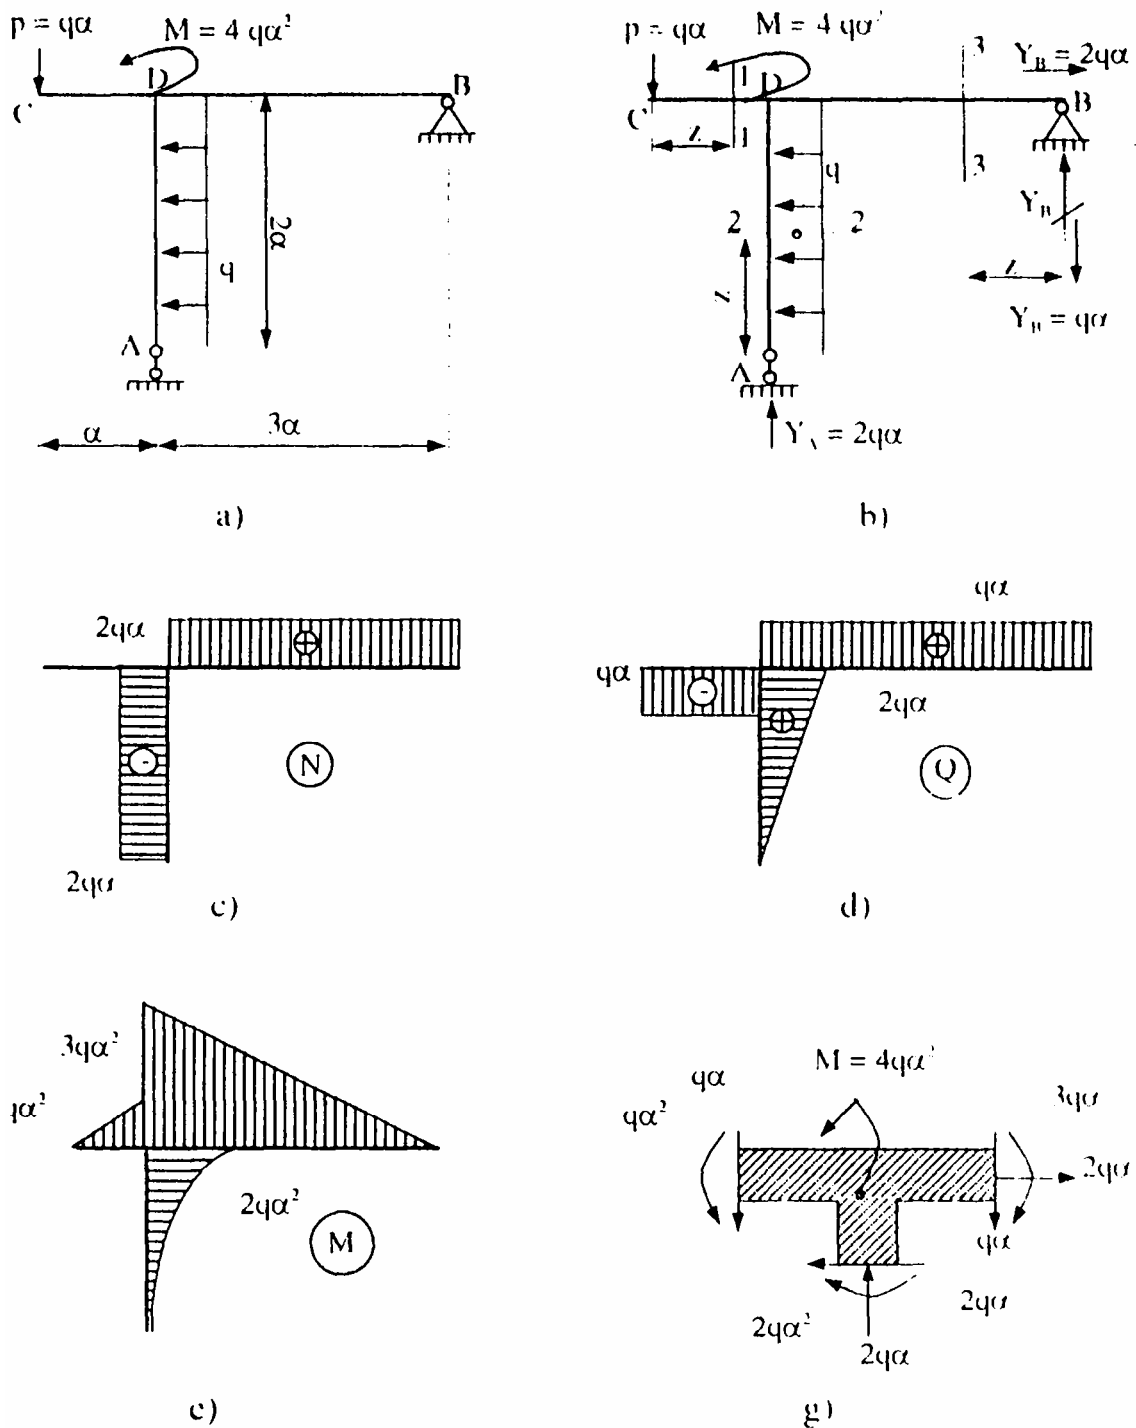 p = qα
M = 4 qα²
D
B
C
2α
q
A
α
3α
a)
p = qα
M = 4 qα²
3
Y_B = 2qα
1
D
B
C
z
1
q
3
2
2
Y_B
z
z
Y_B = qα
A
Y_A = 2qα
b)
2qα
+
-
N
2qα
c)
qα
qα
+
-
2qα
+
Q
d)
3qα²
qα²
2qα²
M
e)
M = 4qα²
qα
3qα
qα²
2qα
qα
2qα
2qα²
2qα
g)